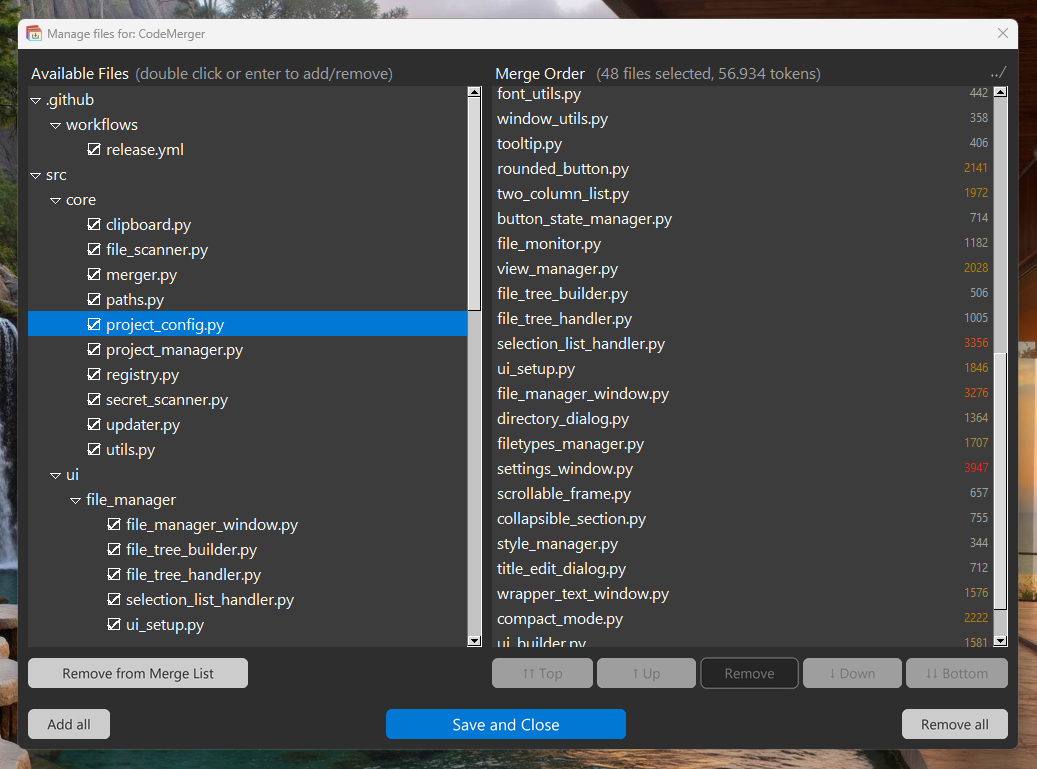 Manage files for: CodeMerger
Available Files (double click or enter to add/remove)
.github
workflows
release.yml
src
core
clipboard.py
file_scanner.py
merger.py
paths.py
project_config.py
project_manager.py
registry.py
secret_scanner.py
updater.py
utils.py
ui
file_manager
file_manager_window.py
file_tree_builder.py
file_tree_handler.py
selection_list_handler.py
ui_setup.py
Remove from Merge List
Merge Order (48 files selected, 56.934 tokens) ../
font_utils.py 442
window_utils.py 358
tooltip.py 406
rounded_button.py 2141
two_column_list.py 1972
button_state_manager.py 714
file_monitor.py 1182
view_manager.py 2028
file_tree_builder.py 506
file_tree_handler.py 1005
selection_list_handler.py 3356
ui_setup.py 1846
file_manager_window.py 3276
directory_dialog.py 1364
filetypes_manager.py 1707
settings_window.py 3947
scrollable_frame.py 657
collapsible_section.py 755
style_manager.py 344
title_edit_dialog.py 712
wrapper_text_window.py 1576
compact_mode.py 2222
ui_builder.py 1581
↑↑ Top ↑ Up Remove ↓ Down ↓↓ Bottom
Add all Save and Close Remove all